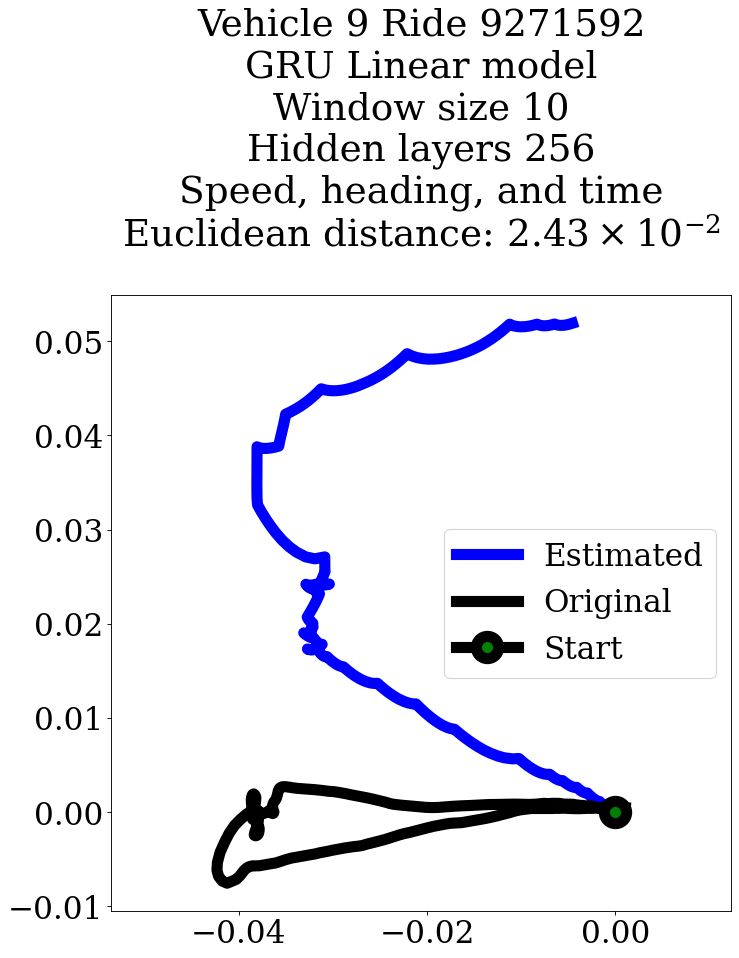 Vehicle 9 Ride 9271592
GRU Linear model
Window size 10
Hidden layers 256
Speed, heading, and time
Euclidean distance: 2.43 × 10⁻²
0.05
0.04
0.03
0.02
0.01
0.00
−0.01
Estimated
Original
Start
−0.04
−0.02
0.00